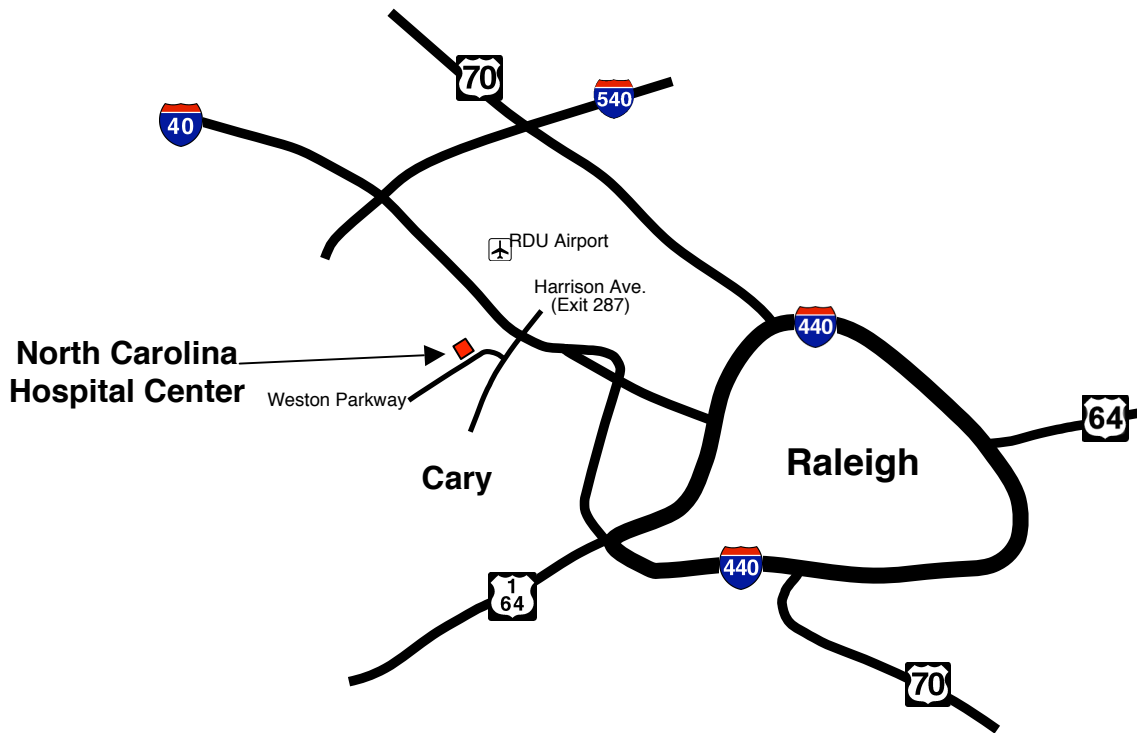 70
540
40
RDU Airport
Harrison Ave.
(Exit 287)
440
North Carolina
Hospital Center
Weston Parkway
64
Raleigh
Cary
440
1
64
70